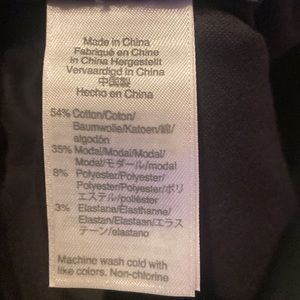 Made in China
Fabriqué en Chine
in China Hergestellt
Vervaardigd in China
中国製
Hecho en China
54% Cotton/Coton/
Baumwolle/Katoen/綿/
algodón
35% Modal/Modal/Modal/
Modal/モダール/modal
8% Polyester/Polyester/
Polyester/Polyester/ポリ
エステル/poliéster
3% Elastane/Élasthanne/
Elastan/Elastaan/エラス
テーン/elastano
Machine wash cold with
like colors. Non-chlorine